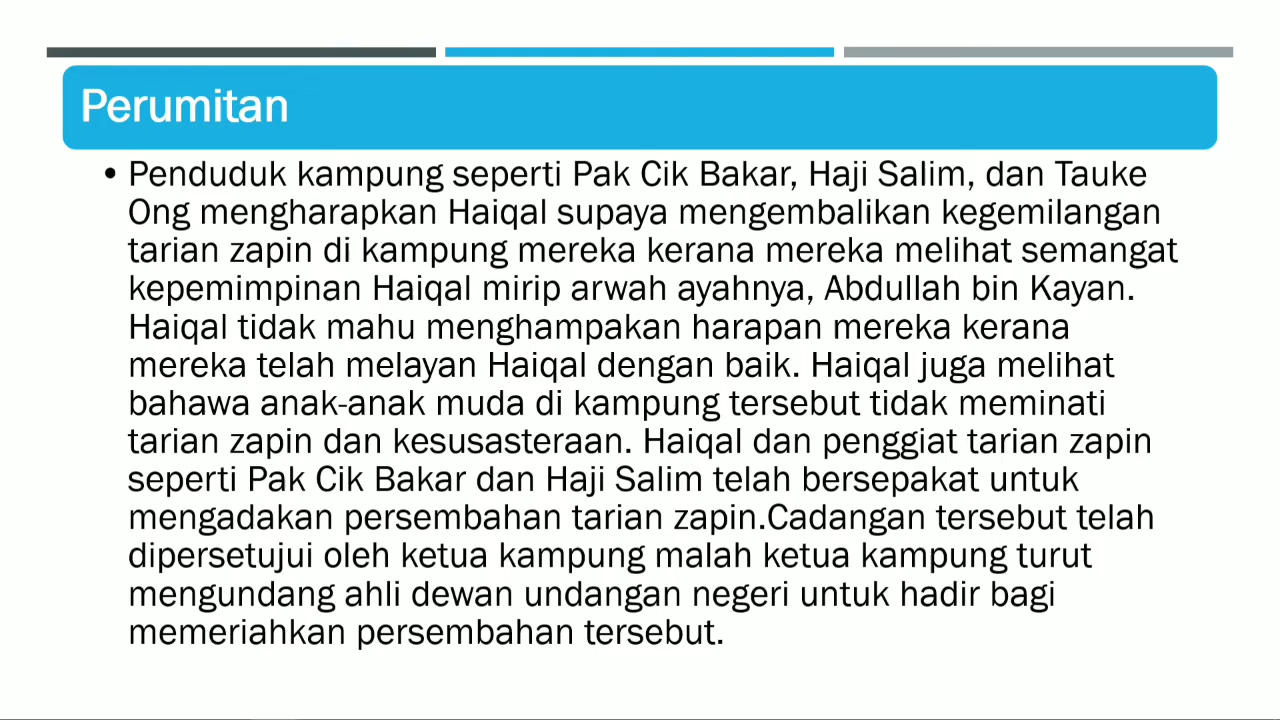 Perumitan
• Penduduk kampung seperti Pak Cik Bakar, Haji Salim, dan Tauke
Ong mengharapkan Haiqal supaya mengembalikan kegemilangan
tarian zapin di kampung mereka kerana mereka melihat semangat
kepemimpinan Haiqal mirip arwah ayahnya, Abdullah bin Kayan.
Haiqal tidak mahu menghampakan harapan mereka kerana
mereka telah melayan Haiqal dengan baik. Haiqal juga melihat
bahawa anak-anak muda di kampung tersebut tidak meminati
tarian zapin dan kesusasteraan. Haiqal dan penggiat tarian zapin
seperti Pak Cik Bakar dan Haji Salim telah bersepakat untuk
mengadakan persembahan tarian zapin.Cadangan tersebut telah
dipersetujui oleh ketua kampung malah ketua kampung turut
mengundang ahli dewan undangan negeri untuk hadir bagi
memeriahkan persembahan tersebut.